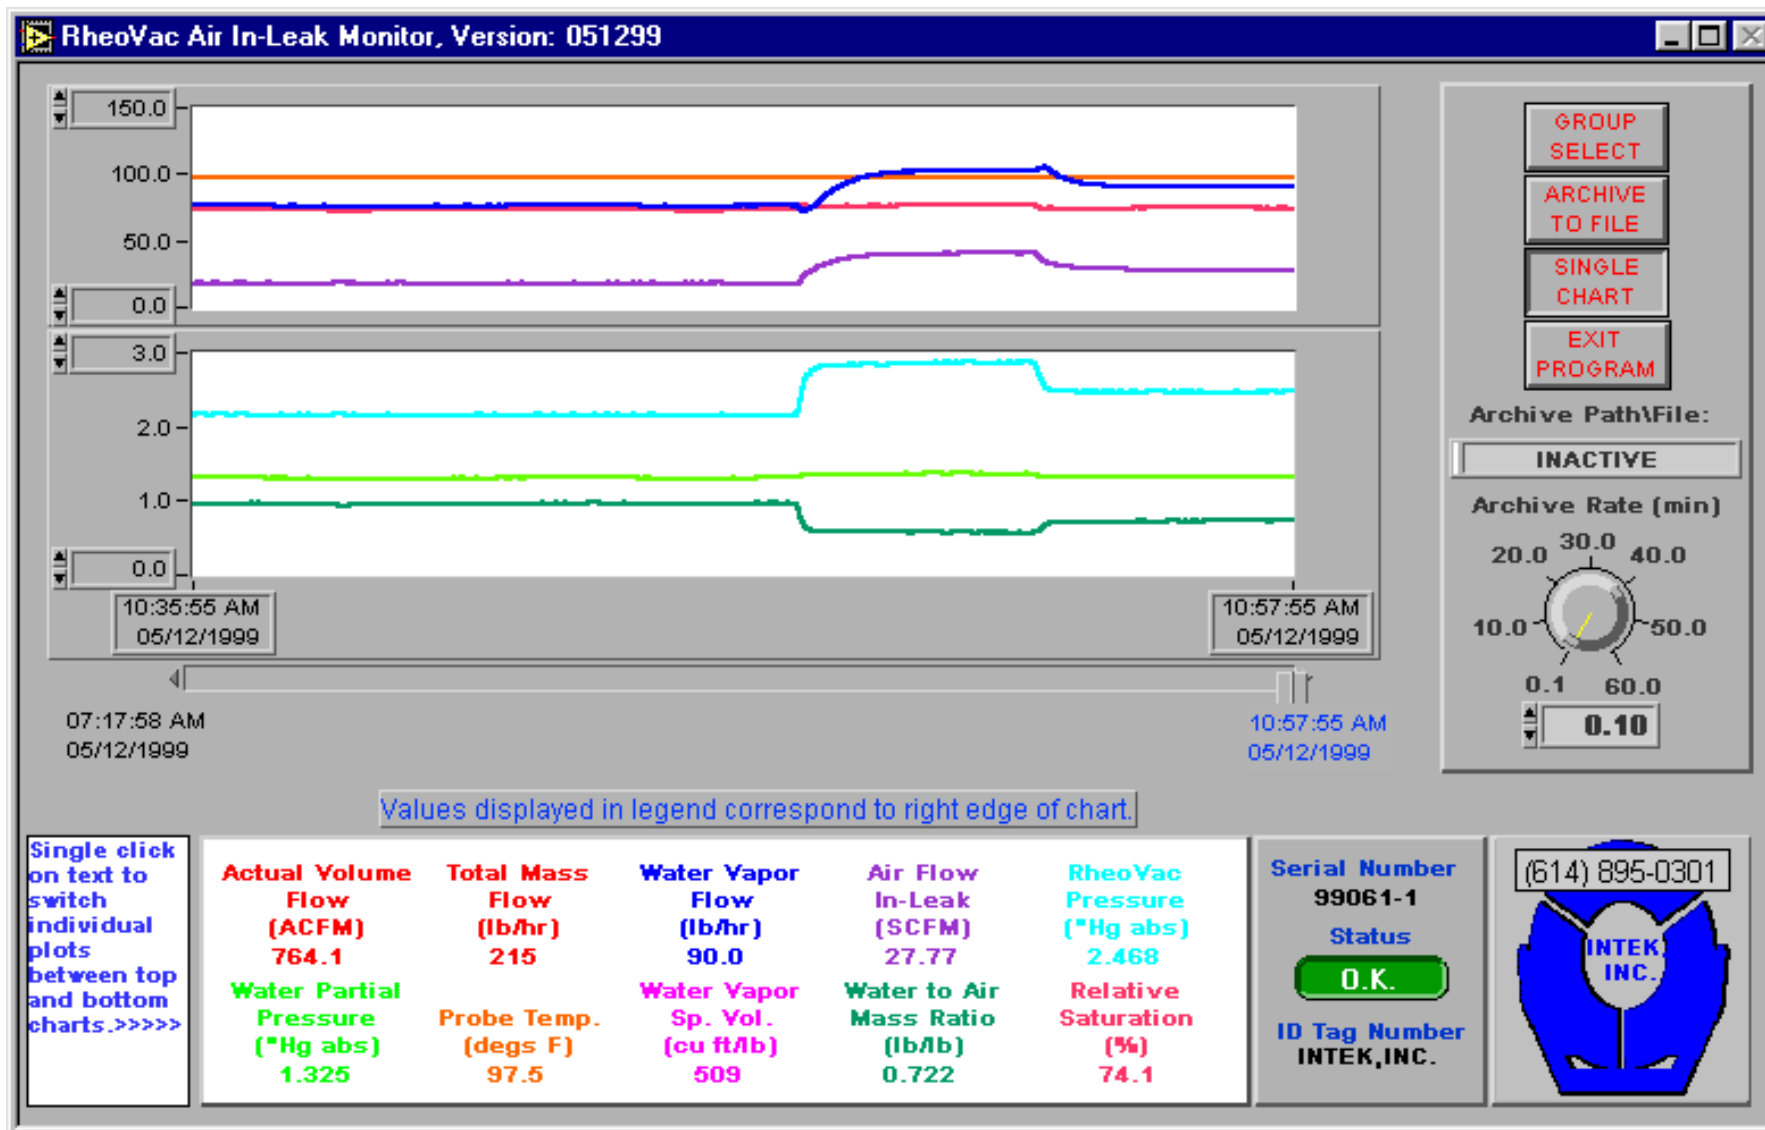 RheoVac Air In-Leak Monitor, Version: 051299
150.0
100.0
50.0
0.0
3.0
2.0
1.0
0.0
10:35:55 AM
05/12/1999
10:57:55 AM
05/12/1999
07:17:58 AM
05/12/1999
10:57:55 AM
05/12/1999
GROUP
SELECT
ARCHIVE
TO FILE
SINGLE
CHART
EXIT
PROGRAM
Archive Path\File:
INACTIVE
Archive Rate (min)
30.0
20.0
40.0
10.0
50.0
0.1
60.0
0.10
Values displayed in legend correspond to right edge of chart.
Single click
on text to
switch
individual
plots
between top
and bottom
charts.>>>>>
Actual Volume
Flow
(ACFM)
764.1
Total Mass
Flow
(lb/hr)
215
Water Vapor
Flow
(lb/hr)
90.0
Air Flow
In-Leak
(SCFM)
27.77
RheoVac
Pressure
("Hg abs)
2.468
Water Partial
Pressure
("Hg abs)
1.325
Probe Temp.
(degs F)
97.5
Water Vapor
Sp. Vol.
(cu ft/lb)
509
Water to Air
Mass Ratio
(lb/lb)
0.722
Relative
Saturation
(%)
74.1
Serial Number
99061-1
Status
O.K.
ID Tag Number
INTEK,INC.
(614) 895-0301
INTEK,
INC.